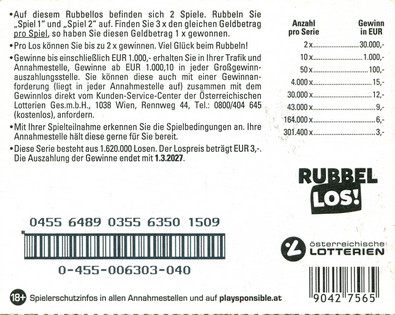 •Auf diesem Rubbellos befinden sich 2 Spiele. Rubbeln Sie
„Spiel 1" und „Spiel 2" auf. Finden Sie 3 x den gleichen Geldbetrag
pro Spiel, so haben Sie diesen Geldbetrag 1 x gewonnen.
•Pro Los können Sie bis zu 2 x gewinnen. Viel Glück beim Rubbeln!
•Gewinne bis einschließlich EUR 1.000,- erhalten Sie in Ihrer Trafik und
Annahmestelle, Gewinne ab EUR 1.000,10 in jeder Großgewinn-
auszahlungsstelle. Sie können diese auch mit einer Gewinnan-
forderung (liegt in jeder Annahmestelle auf) zusammen mit dem
Gewinnlos direkt vom Kunden-Service-Center der Österreichischen
Lotterien Ges.m.b.H., 1038 Wien, Rennweg 44, Tel.: 0800/404 645
(kostenlos), anfordern.
•Mit Ihrer Spielteilnahme erkennen Sie die Spielbedingungen an. Ihre
Annahmestelle hält diese gerne für Sie bereit.
•Diese Serie besteht aus 1.620.000 Losen. Der Lospreis beträgt EUR 3,-.
Die Auszahlung der Gewinne endet mit 1.3.2027.
Anzahl pro Serie Gewinn in EUR
2 x 30.000,-
10 x 1.000,-
50 x 100,-
4.000 x 15,-
30.000 x 12,-
43.000 x 9,-
164.000 x 6,-
301.400 x 3,-
RUBBEL
LOS!
0455 6489 0355 6350 1509
0-455-006303-040
österreichische
LOTTERIEN
9042 7565
18+ Spielerschutzinfos in allen Annahmestellen und auf playsponsible.at